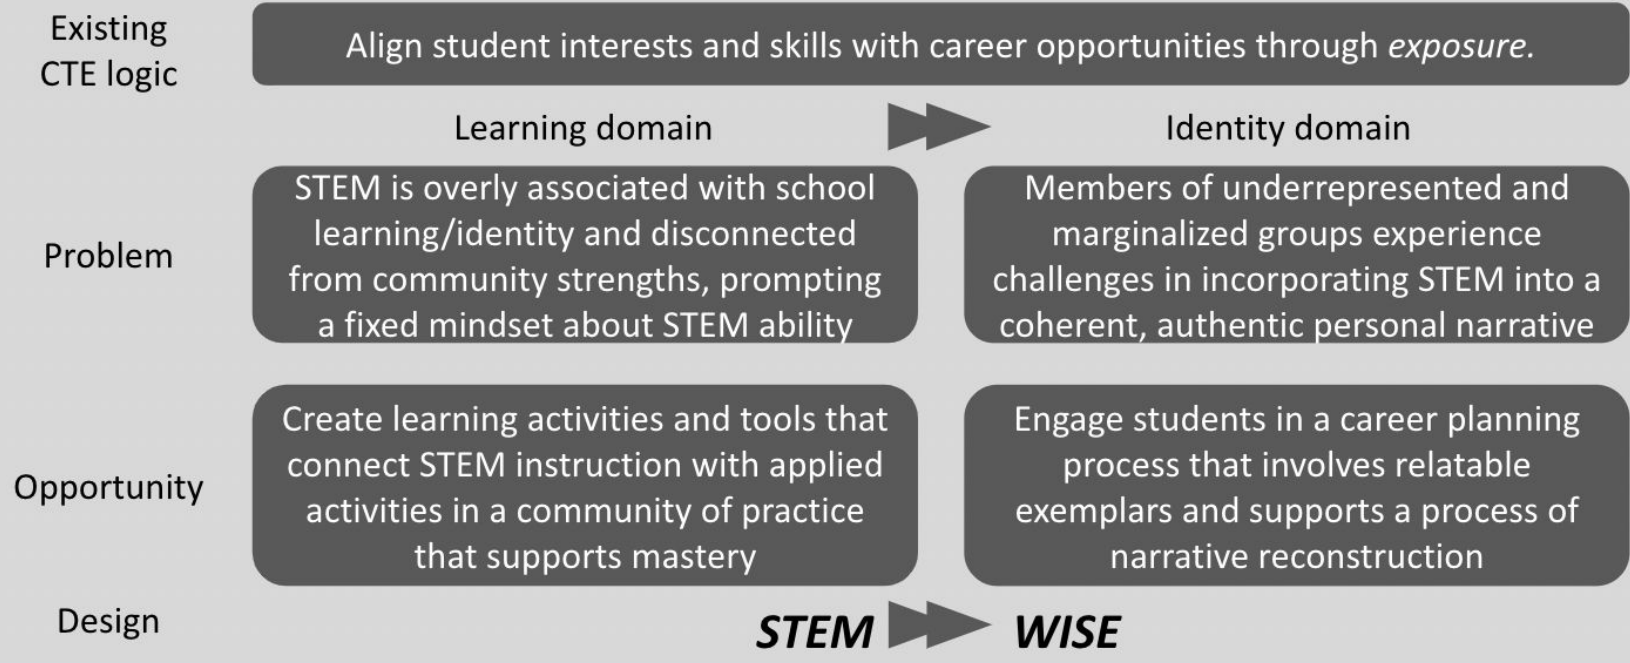 Existing
CTE logic
Align student interests and skills with career opportunities through exposure.
Learning domain
Identity domain
Problem
STEM is overly associated with school
learning/identity and disconnected
from community strengths, prompting
a fixed mindset about STEM ability
Members of underrepresented and
marginalized groups experience
challenges in incorporating STEM into a
coherent, authentic personal narrative
Opportunity
Create learning activities and tools that
connect STEM instruction with applied
activities in a community of practice
that supports mastery
Engage students in a career planning
process that involves relatable
exemplars and supports a process of
narrative reconstruction
Design
STEM
WISE